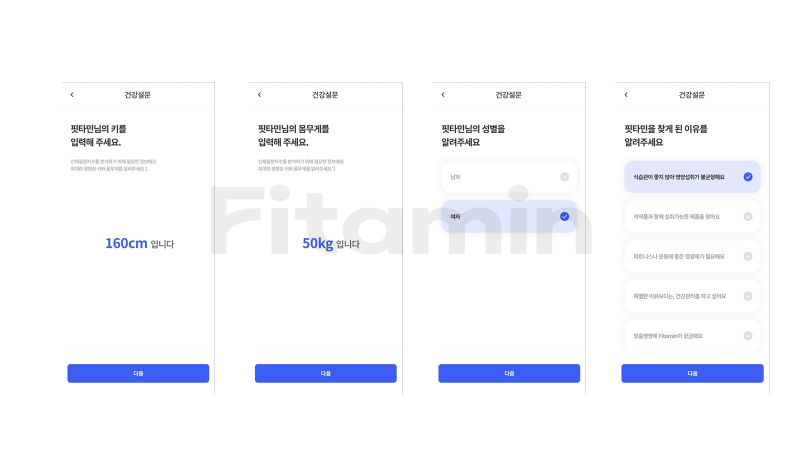 건강설문
핏타민님의 키를
입력해 주세요.
신체질량지수를 분석하기 위해 필요한 정보예요
최대한 정확한 키와 몸무게를 알려주세요 :)
160cm 입니다
다음
건강설문
핏타민님의 몸무게를
입력해 주세요.
신체질량지수를 분석하기 위해 필요한 정보예요
최대한 정확한 키와 몸무게를 알려주세요 :)
50kg 입니다
다음
건강설문
핏타민님의 성별을
알려주세요
남자
여자
다음
건강설문
핏타민을 찾게 된 이유를
알려주세요
식습관이 좋지 않아 영양섭취가 불균형해요
의약품과 함께 섭취가능한 제품을 찾아요
피트니스나 운동에 좋은 영양제가 필요해요
특별한 이유보다는, 건강관리를 하고 싶어요
맞춤영양제 Fitamin이 궁금해요
다음
Fitamin